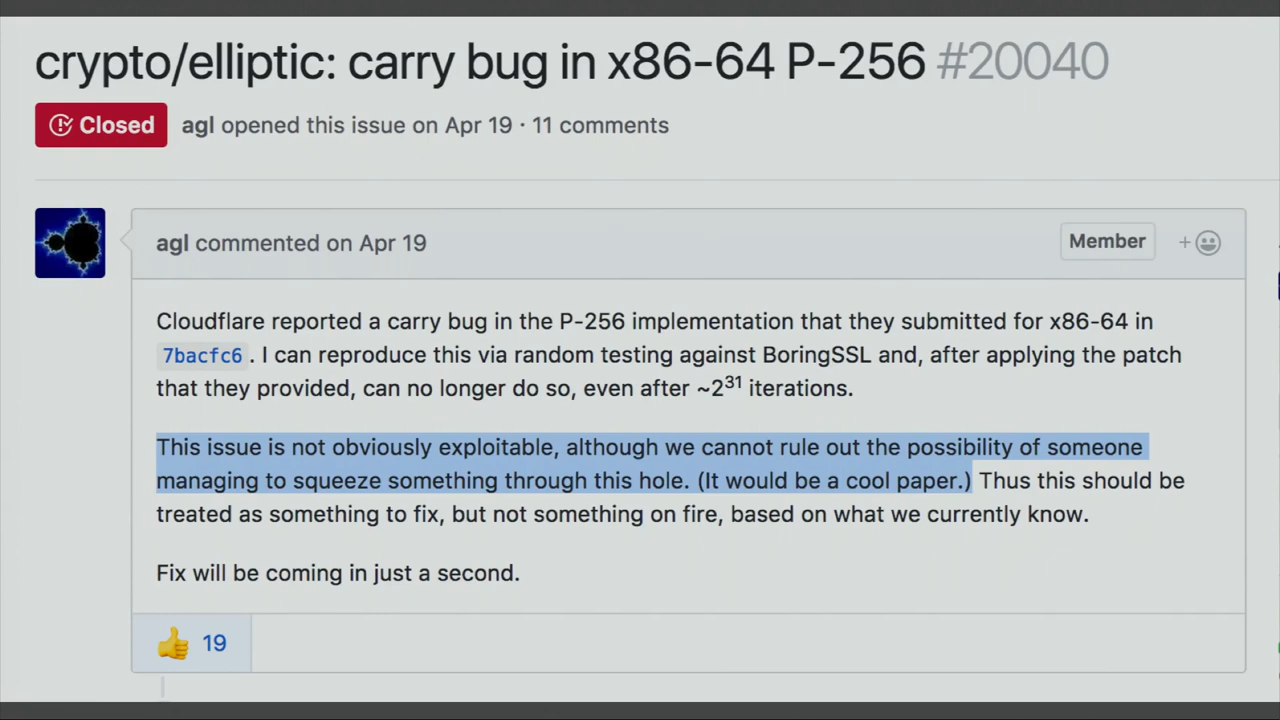 crypto/elliptic: carry bug in x86-64 P-256 #20040
Closed agl opened this issue on Apr 19 · 11 comments
agl commented on Apr 19 Member +
Cloudflare reported a carry bug in the P-256 implementation that they submitted for x86-64 in
7bacfc6. I can reproduce this via random testing against BoringSSL and, after applying the patch
that they provided, can no longer do so, even after ~2³¹ iterations.
This issue is not obviously exploitable, although we cannot rule out the possibility of someone
managing to squeeze something through this hole. (It would be a cool paper.) Thus this should be
treated as something to fix, but not something on fire, based on what we currently know.
Fix will be coming in just a second.
👍 19